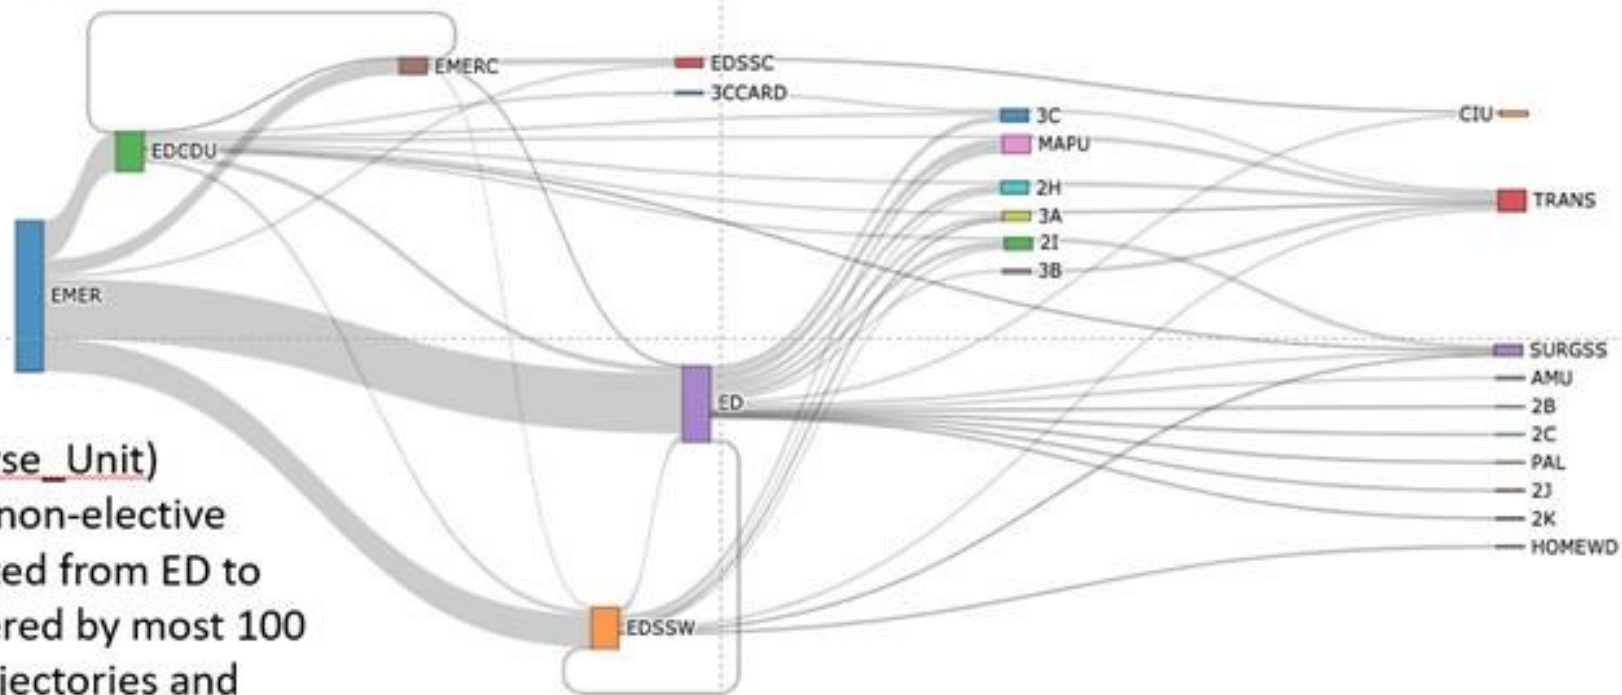 EMERC
EDSSC
3CCARD
3C
CIU
EDCDU
MAPU
2H
TRANS
3A
2I
3B
EMER
SURGSS
ED
AMU
2B
2C
PAL
2J
2K
HOMEWD
EDSSW
se_Unit)
non-elective
ed from ED to
ered by most 100
jectories and